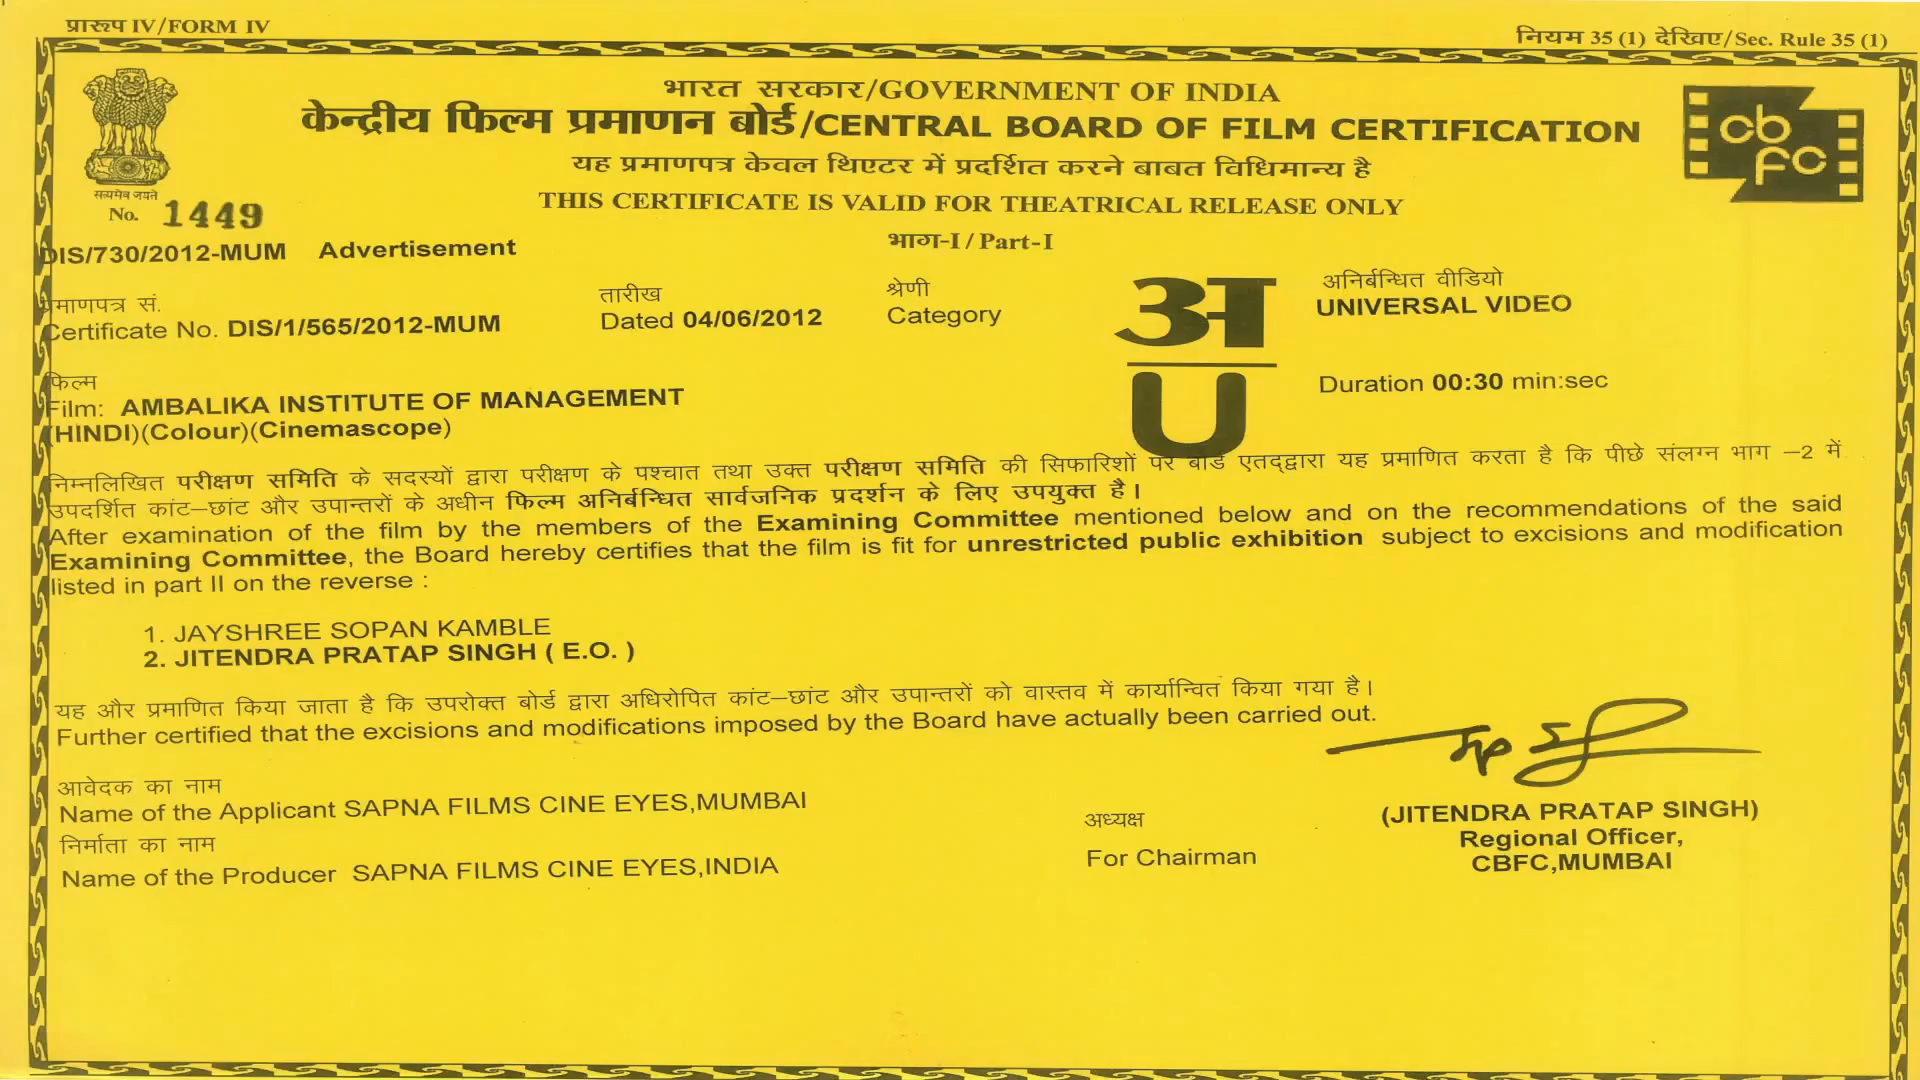 प्रारूप IV/FORM IV
नियम 35 (1) देखिए/Sec. Rule 35 (1)
भारत सरकार/GOVERNMENT OF INDIA
केन्द्रीय फिल्म प्रमाणन बोर्ड/CENTRAL BOARD OF FILM CERTIFICATION
cb
fc
यह प्रमाणपत्र केवल थिएटर में प्रदर्शित करने बाबत विधिमान्य है
सत्यमेव जयते
No. 1449
THIS CERTIFICATE IS VALID FOR THEATRICAL RELEASE ONLY
DIS/730/2012-MUM Advertisement
भाग-I / Part-I
प्रमाणपत्र सं.
Certificate No. DIS/1/565/2012-MUM
तारीख
Dated 04/06/2012
श्रेणी
Category
अ
U
अनिर्बन्धित वीडियो
UNIVERSAL VIDEO
Duration 00:30 min:sec
फिल्म
Film: AMBALIKA INSTITUTE OF MANAGEMENT
(HINDI)(Colour)(Cinemascope)
निम्नलिखित परीक्षण समिति के सदस्यों द्वारा परीक्षण के पश्चात तथा उक्त परीक्षण समिति की सिफारिशों पर बोर्ड एतद्द्वारा यह प्रमाणित करता है कि पीछे संलग्न भाग –2 में
उपदर्शित कांट–छांट और उपान्तरों के अधीन फिल्म अनिर्बन्धित सार्वजनिक प्रदर्शन के लिए उपयुक्त है।
After examination of the film by the members of the Examining Committee mentioned below and on the recommendations of the said
Examining Committee, the Board hereby certifies that the film is fit for unrestricted public exhibition subject to excisions and modification
listed in part II on the reverse :
1. JAYSHREE SOPAN KAMBLE
2. JITENDRA PRATAP SINGH ( E.O. )
यह और प्रमाणित किया जाता है कि उपरोक्त बोर्ड द्वारा अधिरोपित कांट–छांट और उपान्तरों को वास्तव में कार्यान्वित किया गया है।
Further certified that the excisions and modifications imposed by the Board have actually been carried out.
आवेदक का नाम
Name of the Applicant SAPNA FILMS CINE EYES,MUMBAI
निर्माता का नाम
Name of the Producer SAPNA FILMS CINE EYES,INDIA
अध्यक्ष
For Chairman
(JITENDRA PRATAP SINGH)
Regional Officer,
CBFC,MUMBAI